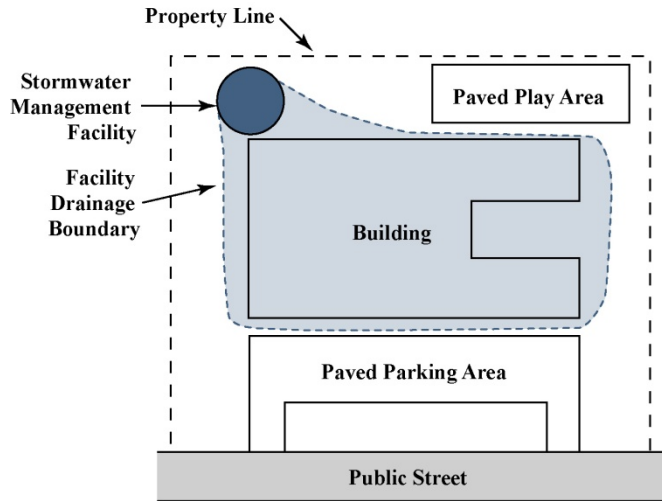 Property Line
Stormwater
Management
Facility
Paved Play Area
Facility
Drainage
Boundary
Building
Paved Parking Area
Public Street